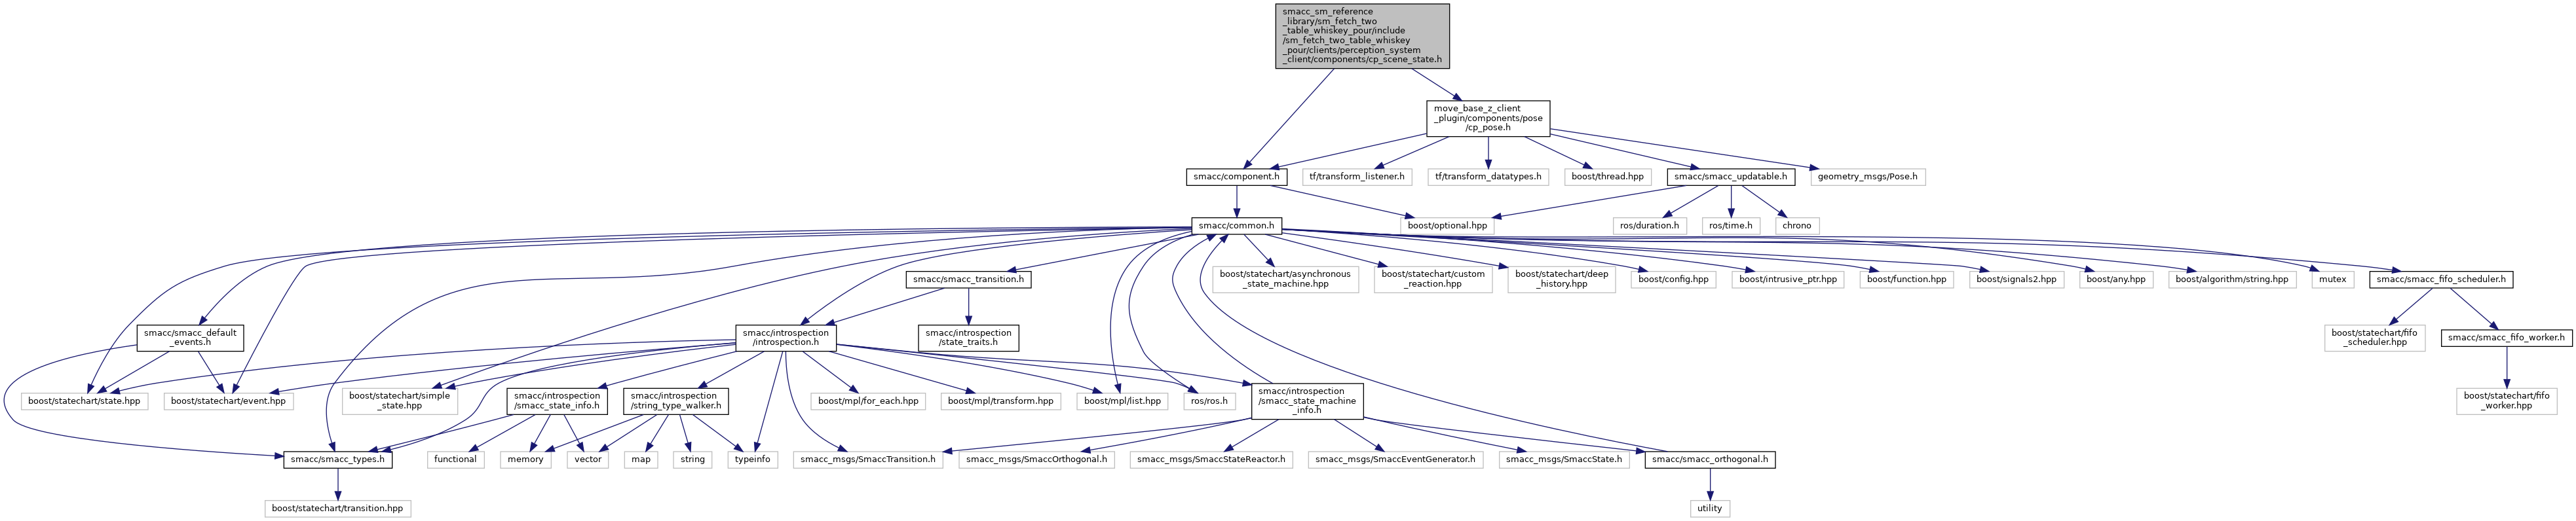 smacc_sm_reference
_library/sm_fetch_two
_table_whiskey_pour/include
/sm_fetch_two_table_whiskey
_pour/clients/perception_system
_client/components/cp_scene_state.h
move_base_z_client
_plugin/components/pose
/cp_pose.h
smacc/component.h
tf/transform_listener.h
tf/transform_datatypes.h
boost/thread.hpp
smacc/smacc_updatable.h
geometry_msgs/Pose.h
smacc/common.h
boost/optional.hpp
ros/duration.h
ros/time.h
chrono
smacc/smacc_transition.h
boost/statechart/asynchronous
_state_machine.hpp
boost/statechart/custom
_reaction.hpp
boost/statechart/deep
_history.hpp
boost/config.hpp
boost/intrusive_ptr.hpp
boost/function.hpp
boost/signals2.hpp
boost/any.hpp
boost/algorithm/string.hpp
mutex
smacc/smacc_fifo_scheduler.h
smacc/smacc_default
_events.h
smacc/introspection
/introspection.h
smacc/introspection
/state_traits.h
boost/statechart/fifo
_scheduler.hpp
smacc/smacc_fifo_worker.h
boost/statechart/state.hpp
boost/statechart/event.hpp
boost/statechart/simple
_state.hpp
smacc/introspection
/smacc_state_info.h
smacc/introspection
/string_type_walker.h
boost/mpl/for_each.hpp
boost/mpl/transform.hpp
boost/mpl/list.hpp
ros/ros.h
smacc/introspection
/smacc_state_machine
_info.h
boost/statechart/fifo
_worker.hpp
smacc/smacc_types.h
functional
memory
vector
map
string
typeinfo
smacc_msgs/SmaccTransition.h
smacc_msgs/SmaccOrthogonal.h
smacc_msgs/SmaccStateReactor.h
smacc_msgs/SmaccEventGenerator.h
smacc_msgs/SmaccState.h
smacc/smacc_orthogonal.h
boost/statechart/transition.hpp
utility